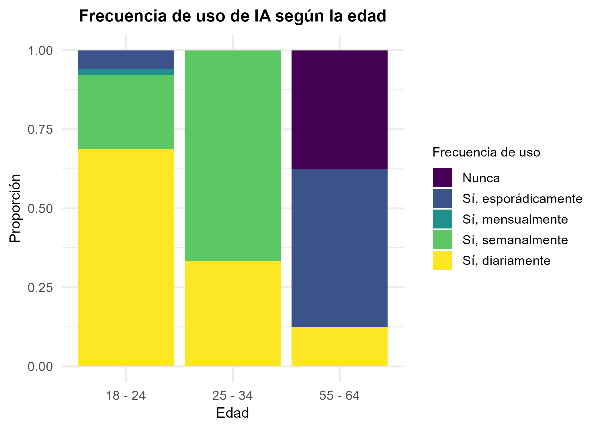 Frecuencia de uso de IA según la edad
1.00
0.75
0.50
0.25
0.00
Proporción
18 - 24
25 - 34
55 - 64
Edad
Frecuencia de uso
Nunca
Sí, esporádicamente
Sí, mensualmente
Sí, semanalmente
Sí, diariamente